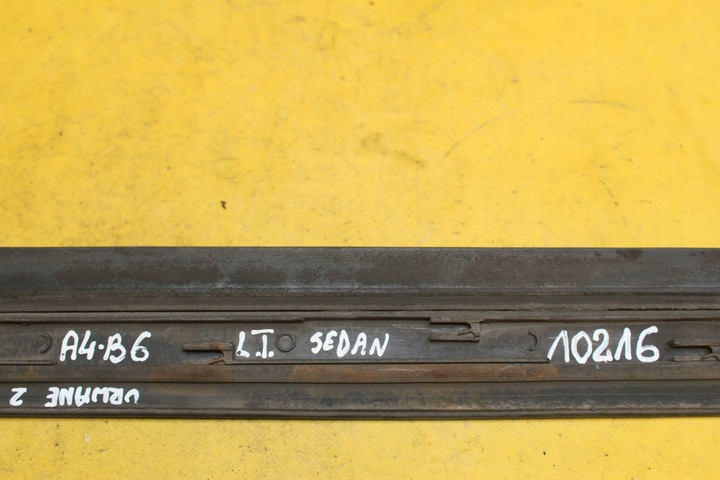 A4·B6 L.T. SEDAN 10216
URWANE 2